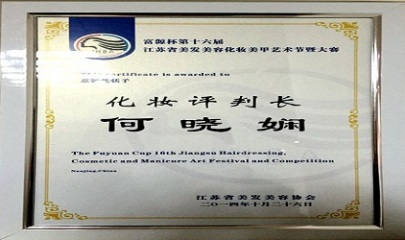 富源杯第十六届
江苏省美发美容化妆美甲艺术节暨大赛
This certificate is awarded to
化妆评判长
何晓娴
The Fuyuan Cup 16th Jiangsu Hairdressing,
Cosmetic and Manicure Art Festival and Competition
Nanjing,China
江苏省美发美容协会
二〇一四年十月二十六日